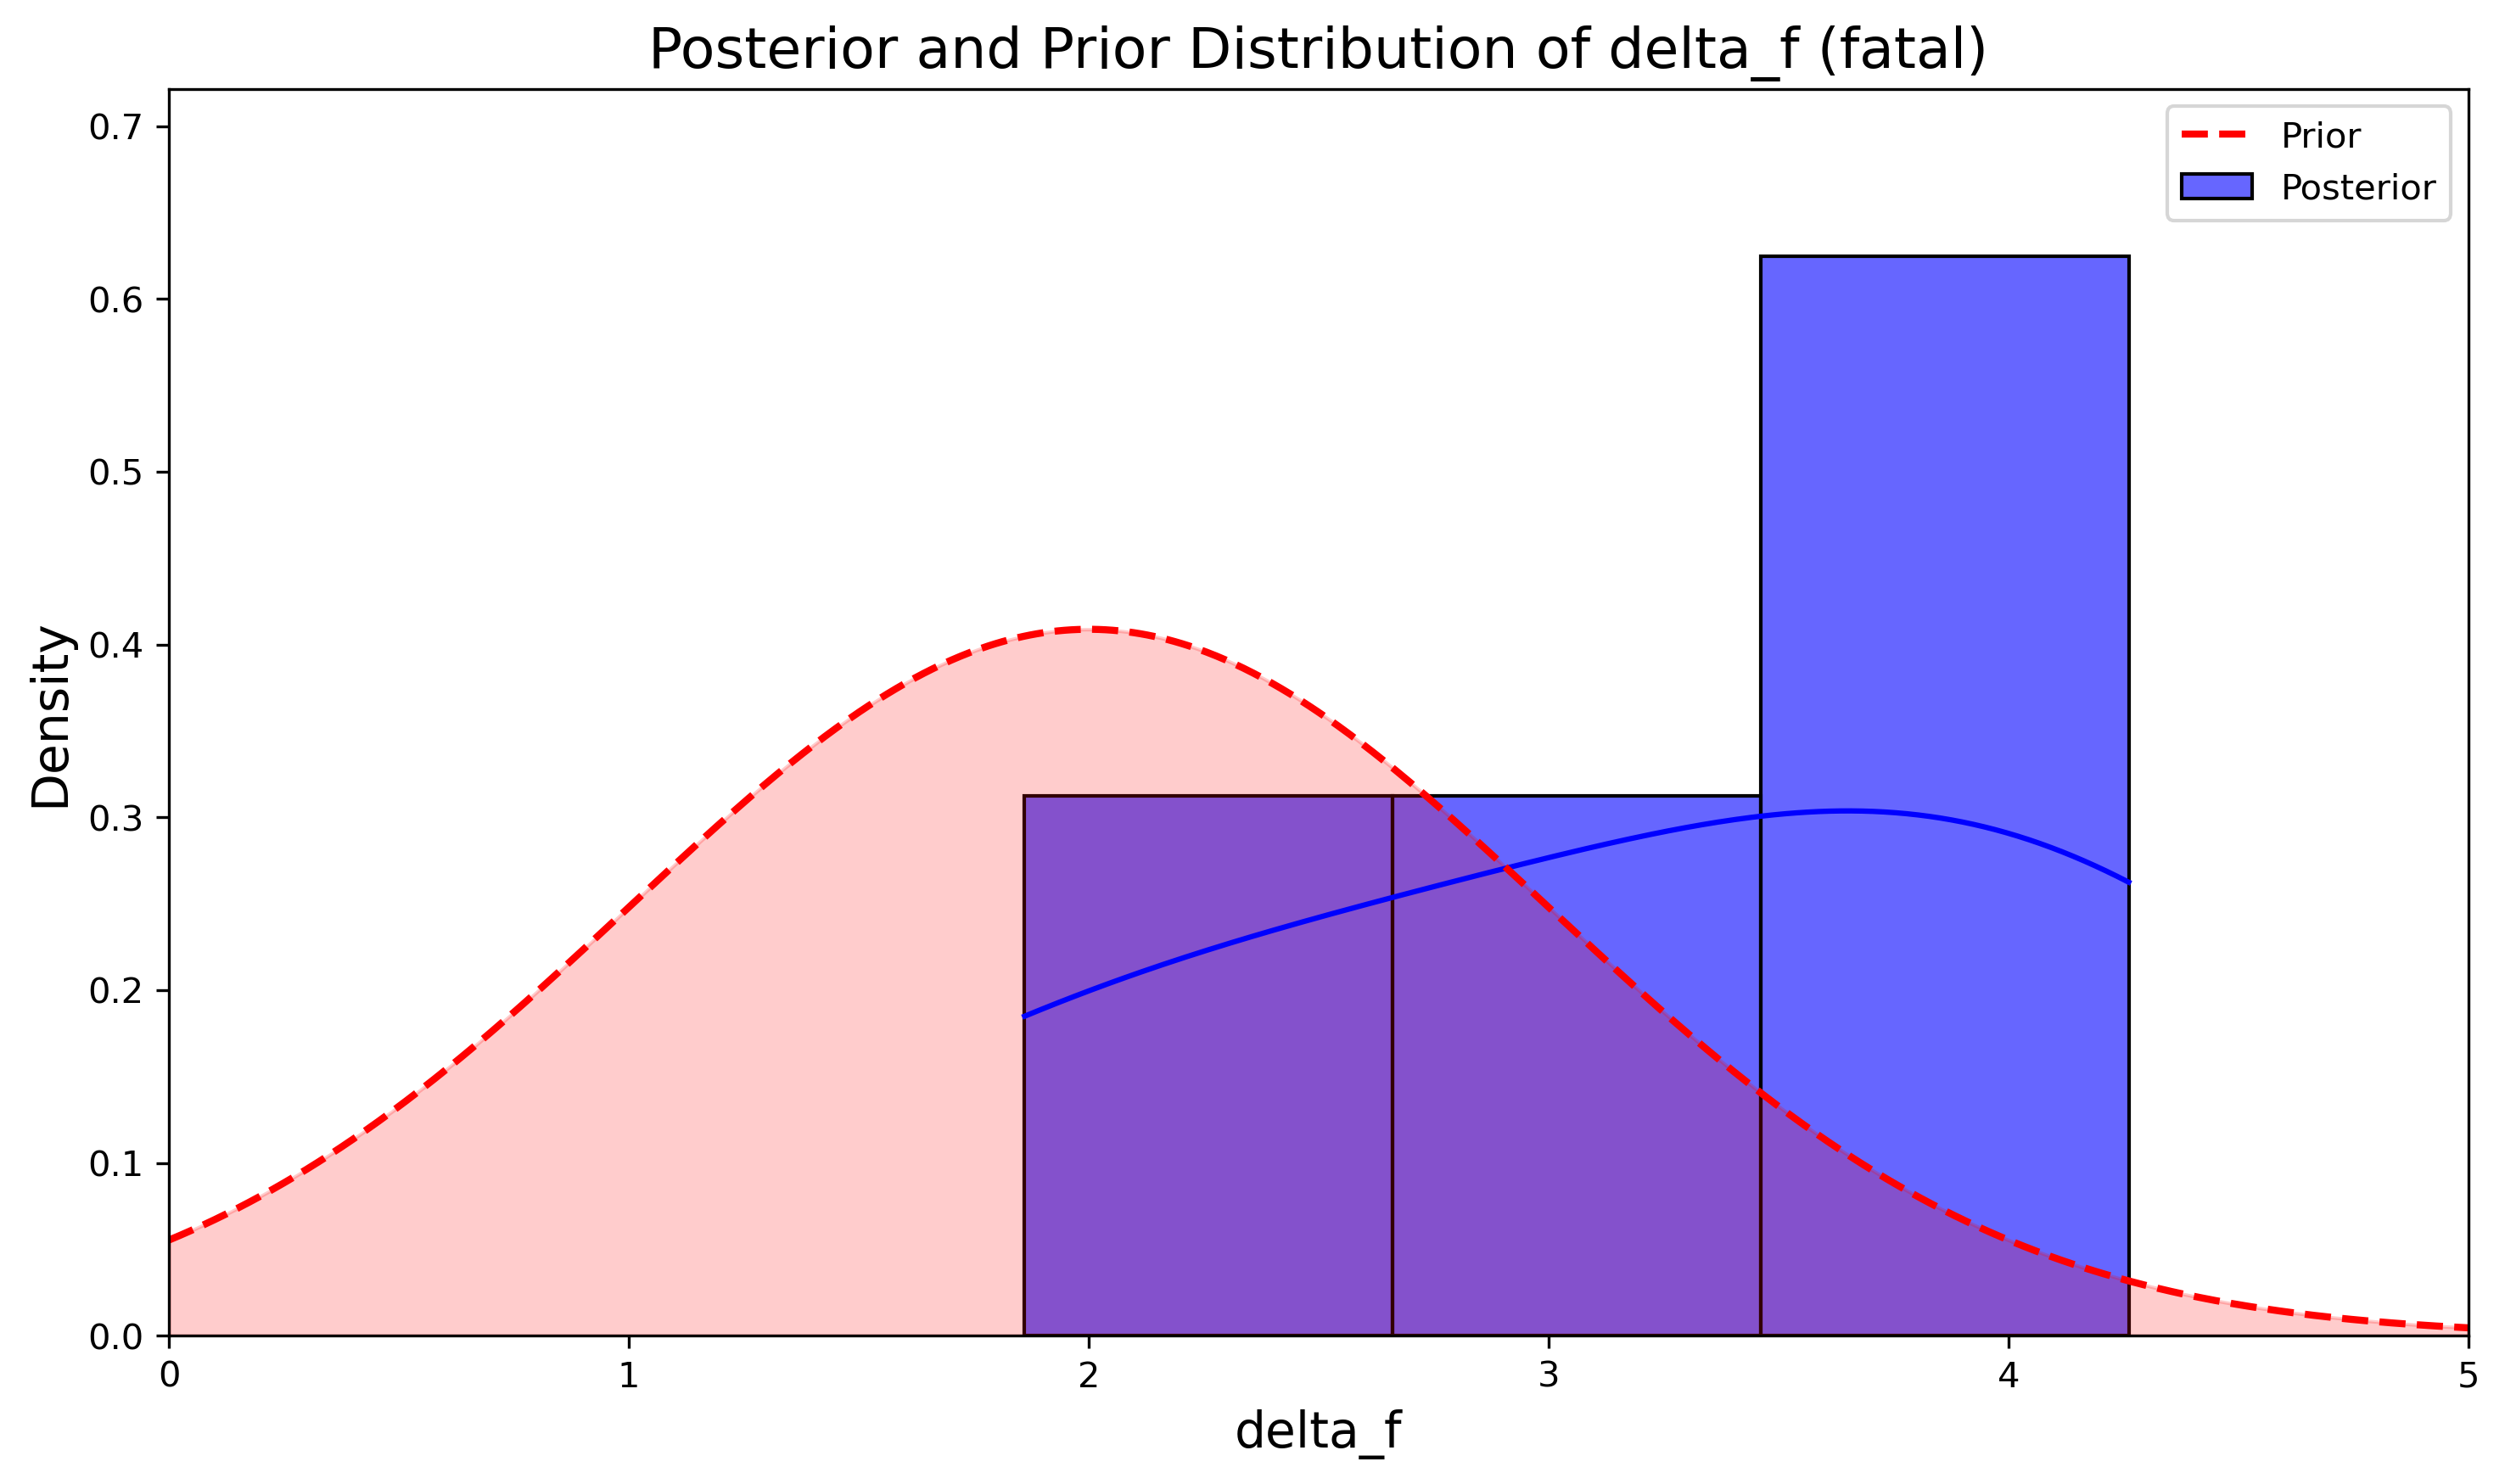 Posterior and Prior Distribution of delta_f (fatal)
Prior
Posterior
Density
0.7
0.6
0.5
0.4
0.3
0.2
0.1
0.0
0 1 2 3 4 5
delta_f